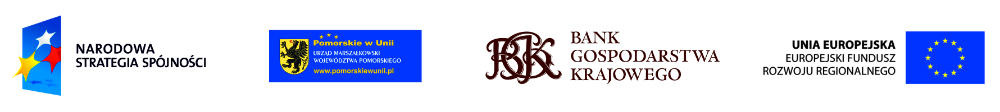 NARODOWA
STRATEGIA SPÓJNOŚCI
Pomorskie w Unii
URZĄD MARSZAŁKOWSKI
WOJEWÓDZTWA POMORSKIEGO
www.pomorskiewunii.pl
BGK
BANK
GOSPODARSTWA
KRAJOWEGO
UNIA EUROPEJSKA
EUROPEJSKI FUNDUSZ
ROZWOJU REGIONALNEGO